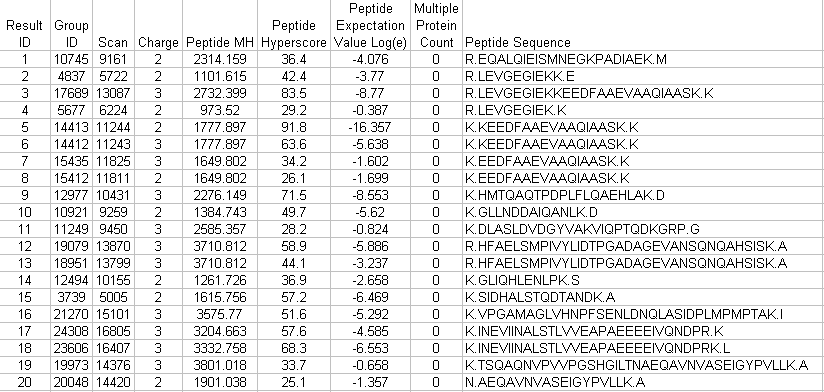 Result ID Group ID Scan Charge Peptide MH Peptide Hyperscore Peptide Expectation Value Log(e) Multiple Protein Count Peptide Sequence
1 10745 9161 2 2314.159 36.4 -4.076 0 R.EQALQIEISMNEGKPADIAEK.M
2 4837 5722 2 1101.615 42.4 -3.77 0 R.LEVGEGIEKK.E
3 17689 13087 3 2732.399 83.5 -8.77 0 R.LEVGEGIEKKEEDFAAEVAAQIAASK.K
4 5677 6224 2 973.52 29.2 -0.387 0 R.LEVGEGIEK.K
5 14413 11244 2 1777.897 91.8 -16.357 0 K.KEEDFAAEVAAQIAASK.K
6 14412 11243 3 1777.897 63.6 -5.638 0 K.KEEDFAAEVAAQIAASK.K
7 15435 11825 3 1649.802 34.2 -1.602 0 K.EEDFAAEVAAQIAASK.K
8 15412 11811 2 1649.802 26.1 -1.699 0 K.EEDFAAEVAAQIAASK.K
9 12977 10431 3 2276.149 71.5 -8.553 0 K.HMTQAQTPDPLFLQAEHLAK.D
10 10921 9259 2 1384.743 49.7 -5.62 0 K.GLLNDDAIQANLK.D
11 11249 9450 3 2585.357 28.2 -0.824 0 K.DLASLDVDGYVAKVIQPTQDKGRP.G
12 19079 13870 3 3710.812 58.9 -5.886 0 R.HFAELSMPIVYLIDTPGADAGEVANSQNQAHSISK.A
13 18951 13799 3 3710.812 44.1 -3.237 0 R.HFAELSMPIVYLIDTPGADAGEVANSQNQAHSISK.A
14 12494 10155 2 1261.726 36.9 -2.658 0 K.GLIQHLENLPK.S
15 3739 5005 2 1615.756 57.2 -6.469 0 K.SIDHALSTQDTANDK.A
16 21270 15101 3 3575.77 51.6 -5.292 0 K.VPGAMAGLVHNPFSENLDNQLASIDPLMPMPTAK.I
17 24308 16805 3 3204.663 57.6 -4.585 0 K.INEVIINALSTLVVEAPAEEEEIVQNDPR.K
18 23606 16407 3 3332.758 68.3 -6.553 0 K.INEVIINALSTLVVEAPAEEEEIVQNDPRK.L
19 19973 14376 3 3801.018 33.7 -0.658 0 K.TSQAQNVPVVPGSHGILTNAEQAVNVASEIGYPVLLK.A
20 20048 14420 2 1901.038 25.1 -1.357 0 N.AEQAVNVASEIGYPVLLK.A